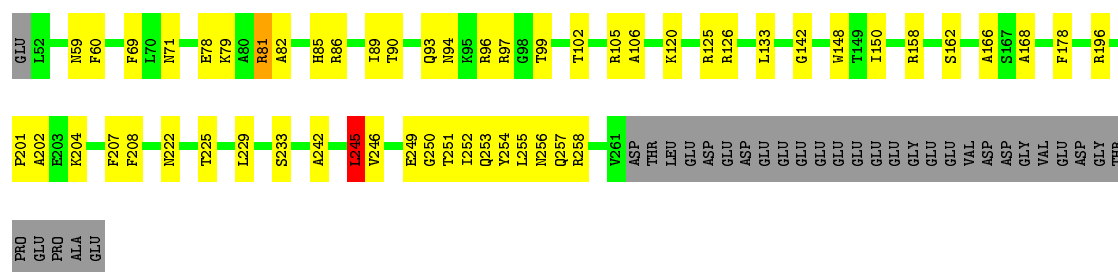 GLU L52 N59 F60 F69 L70 N71 E78 K79 A80 R81 A82 H85 R86 I89 T90 Q93 N94 K95 R96 R97 G98 T99 T102 R105 A106 K120 R125 R126 L133 G142 W148 T149 I150 R158 S162 A166 S167 A168 F178 R196
P201 A202 E203 K204 F207 F208 N222 T225 L229 S233 A242 L245 V246 E249 G250 T251 I252 Q253 Y254 L255 N256 Q257 R258 V261 ASP THR LEU GLU ASP GLU ASP GLU GLU GLU GLU GLU GLU GLU GLY GLU GLU VAL ASP ASP GLY VAL GLU ASP GLY THR
PRO GLU PRO ALA GLU